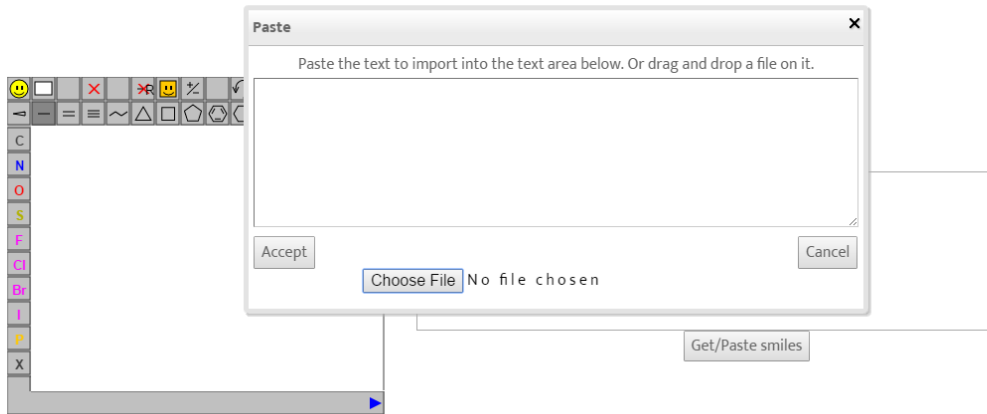 Paste
Paste the text to import into the text area below. Or drag and drop a file on it.
Accept
Cancel
Choose File No file chosen
Get/Paste smiles
R
+/-
C
N
O
S
F
Cl
Br
I
P
X